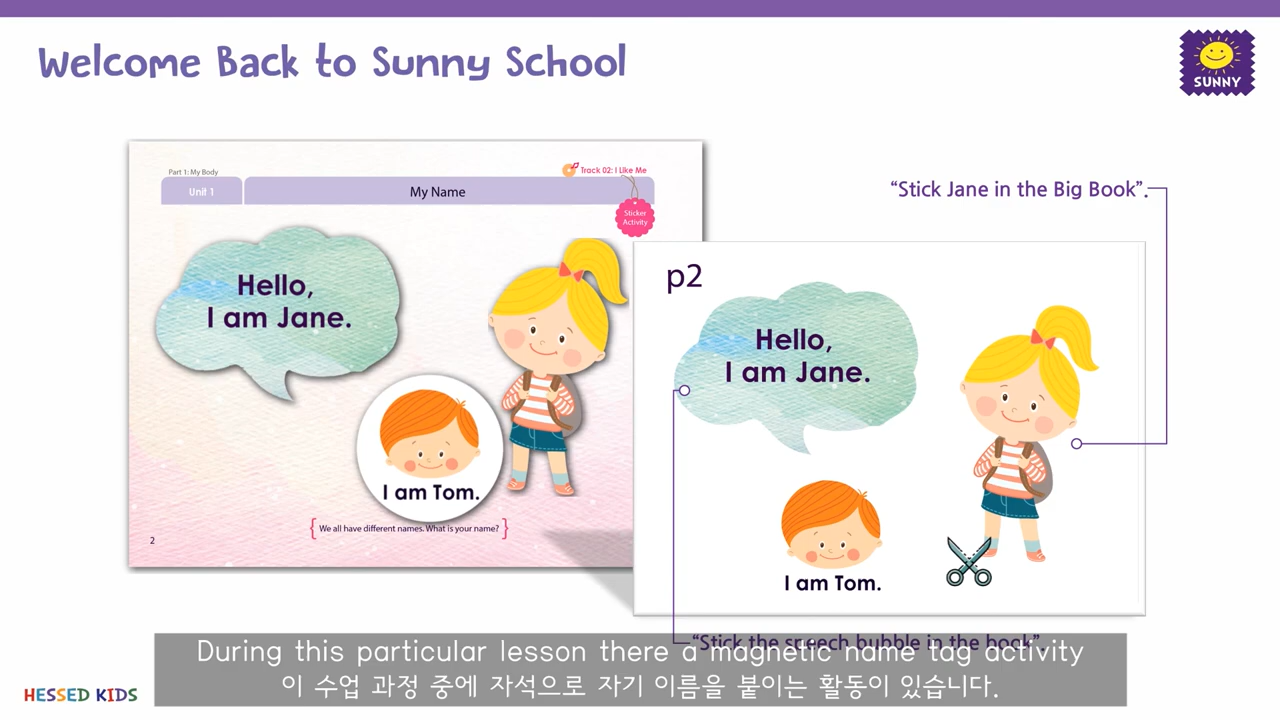 Welcome Back to Sunny School
SUNNY
Part 1: My Body
Track 02: I Like Me
Unit 1
My Name
Sticker
Activity
Hello,
I am Jane.
I am Tom.
{ We all have different names. What is your name? }
2
“Stick Jane in the Big Book”.
p2
Hello,
I am Jane.
I am Tom.
“Stick the speech bubble in the book”.
During this particular lesson there a magnetic name tag activity
이 수업 과정 중에 자석으로 자기 이름을 붙이는 활동이 있습니다.
HESSED KIDS